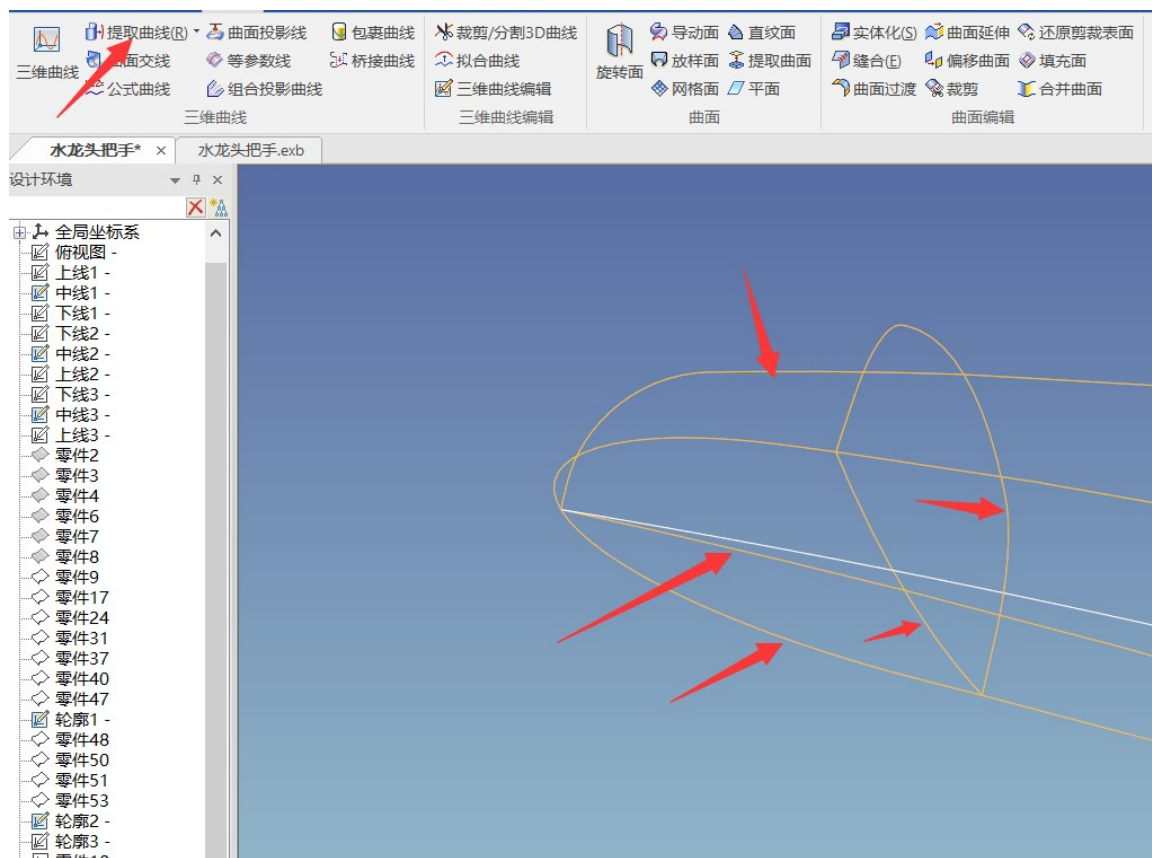 提取曲线(R) 曲面投影线 包裹曲线 裁剪/分割3D曲线 导动面 直纹面 实体化(S) 曲面延伸 还原剪裁表面
三维曲线 曲面交线 等参数线 桥接曲线 拟合曲线 旋转面 放样面 提取曲面 缝合(E) 偏移曲面 填充面
公式曲线 组合投影曲线 三维曲线编辑 网格面 平面 曲面过渡 裁剪 合并曲面
三维曲线 三维曲线编辑 曲面 曲面编辑
水龙头把手* × 水龙头把手.exb
设计环境
全局坐标系
俯视图 -
上线1 -
中线1 -
下线1 -
下线2 -
中线2 -
上线2 -
下线3 -
中线3 -
上线3 -
零件2
零件3
零件4
零件6
零件7
零件8
零件9
零件17
零件24
零件31
零件37
零件40
零件47
轮廓1 -
零件48
零件50
零件51
零件53
轮廓2 -
轮廓3 -